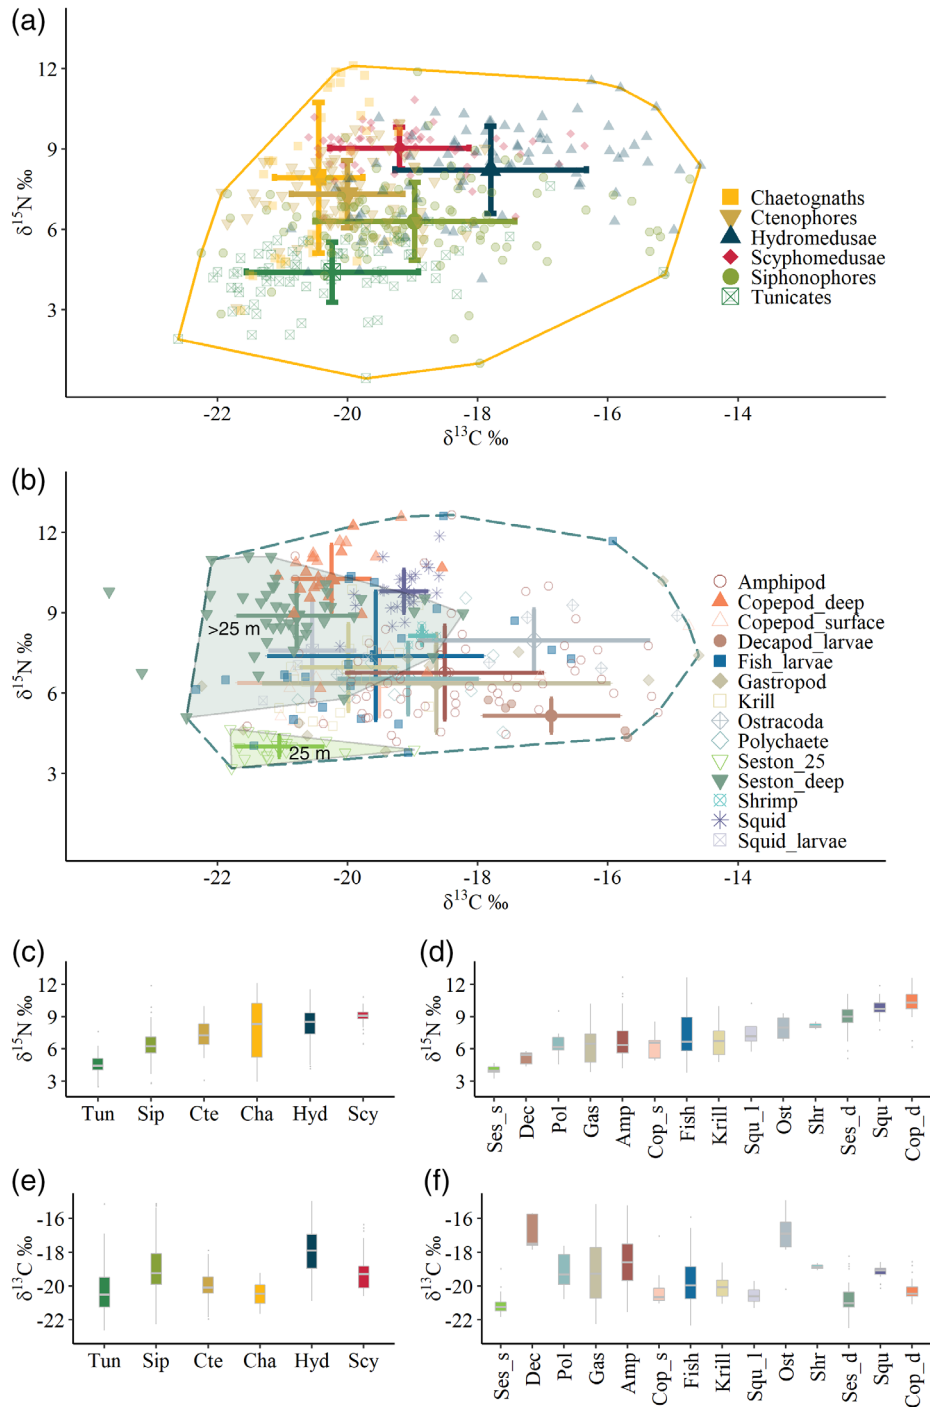 (a)
12
9
6
3
δ15N ‰
-22
-20
-18
-16
-14
δ13C ‰
Chaetognaths
Ctenophores
Hydromedusae
Scyphomedusae
Siphonophores
Tunicates
(b)
12
9
6
3
δ15N ‰
>25 m
25 m
-22
-20
-18
-16
-14
δ13C ‰
Amphipod
Copepod_deep
Copepod_surface
Decapod_larvae
Fish_larvae
Gastropod
Krill
Ostracoda
Polychaete
Seston_25
Seston_deep
Shrimp
Squid
Squid_larvae
(c)
12
9
6
3
δ15N ‰
Tun Sip Cte Cha Hyd Scy
(d)
12
9
6
3
δ15N ‰
Ses_s Dec Pol Gas Amp Cop_s Fish Krill Squ_l Ost Shr Ses_d Squ Cop_d
(e)
-16
-18
-20
-22
δ13C ‰
Tun Sip Cte Cha Hyd Scy
(f)
-16
-18
-20
-22
δ13C ‰
Ses_s Dec Pol Gas Amp Cop_s Fish Krill Squ_l Ost Shr Ses_d Squ Cop_d